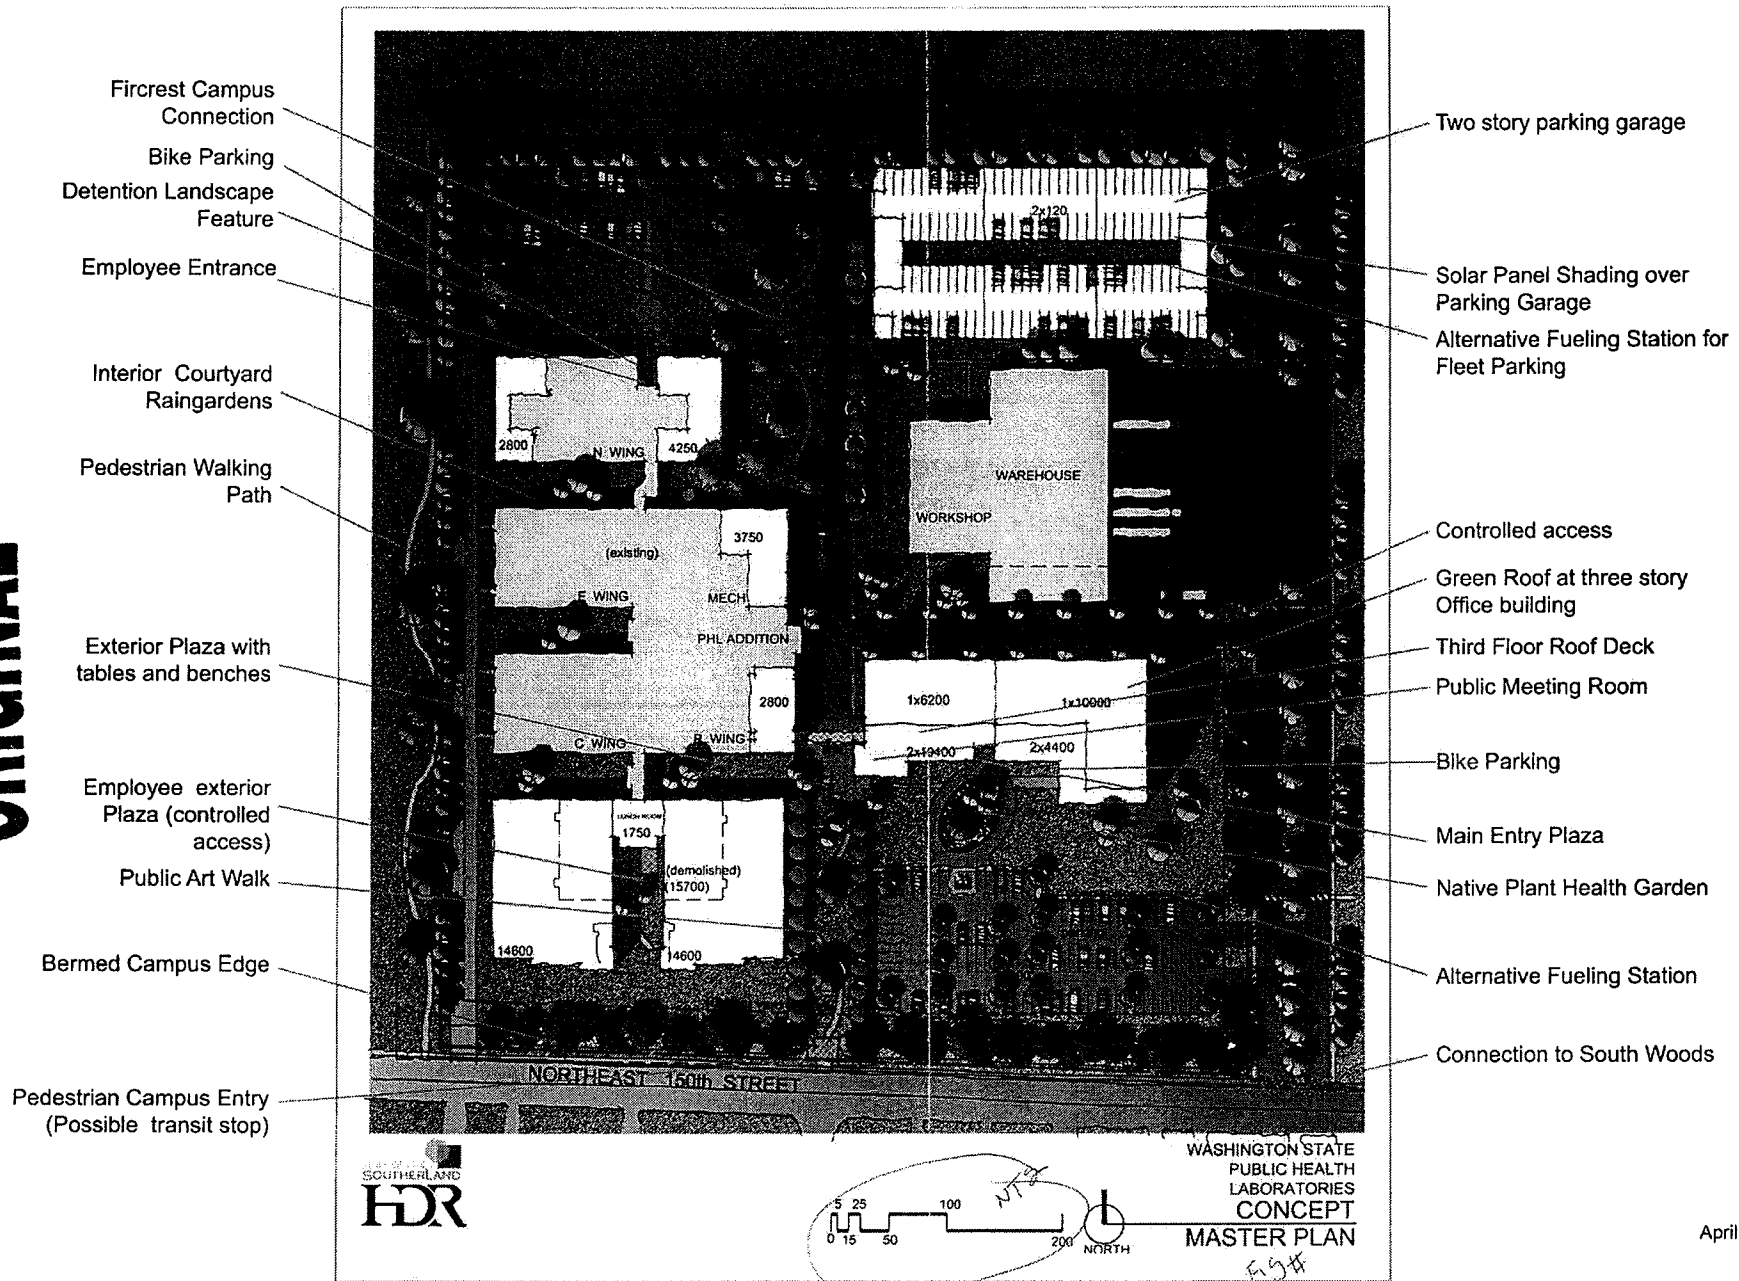 ORIGINAL
Fircrest Campus
Connection
Bike Parking
Detention Landscape
Feature
Employee Entrance
Interior Courtyard
Raingardens
Pedestrian Walking
Path
Exterior Plaza with
tables and benches
Employee exterior
Plaza (controlled
access)
Public Art Walk
Bermed Campus Edge
Pedestrian Campus Entry
(Possible transit stop)
2x120
2800
N WING
4250
WAREHOUSE
WORKSHOP
(existing)
3750
E WING
MECH
PHL ADDITION
2800
C WING
B WING
1x6200
1x10000
2x19400
2x4400
LUNCH ROOM
1750
(demolished)
(15700)
14600
14600
NORTHEAST 150th STREET
Two story parking garage
Solar Panel Shading over
Parking Garage
Alternative Fueling Station for
Fleet Parking
Controlled access
Green Roof at three story
Office building
Third Floor Roof Deck
Public Meeting Room
Bike Parking
Main Entry Plaza
Native Plant Health Garden
Alternative Fueling Station
Connection to South Woods
SOUTHERLAND
HDR
NTS
5 25 100
0 15 50 200
NORTH
WASHINGTON STATE
PUBLIC HEALTH
LABORATORIES
CONCEPT
MASTER PLAN
Fig #
April